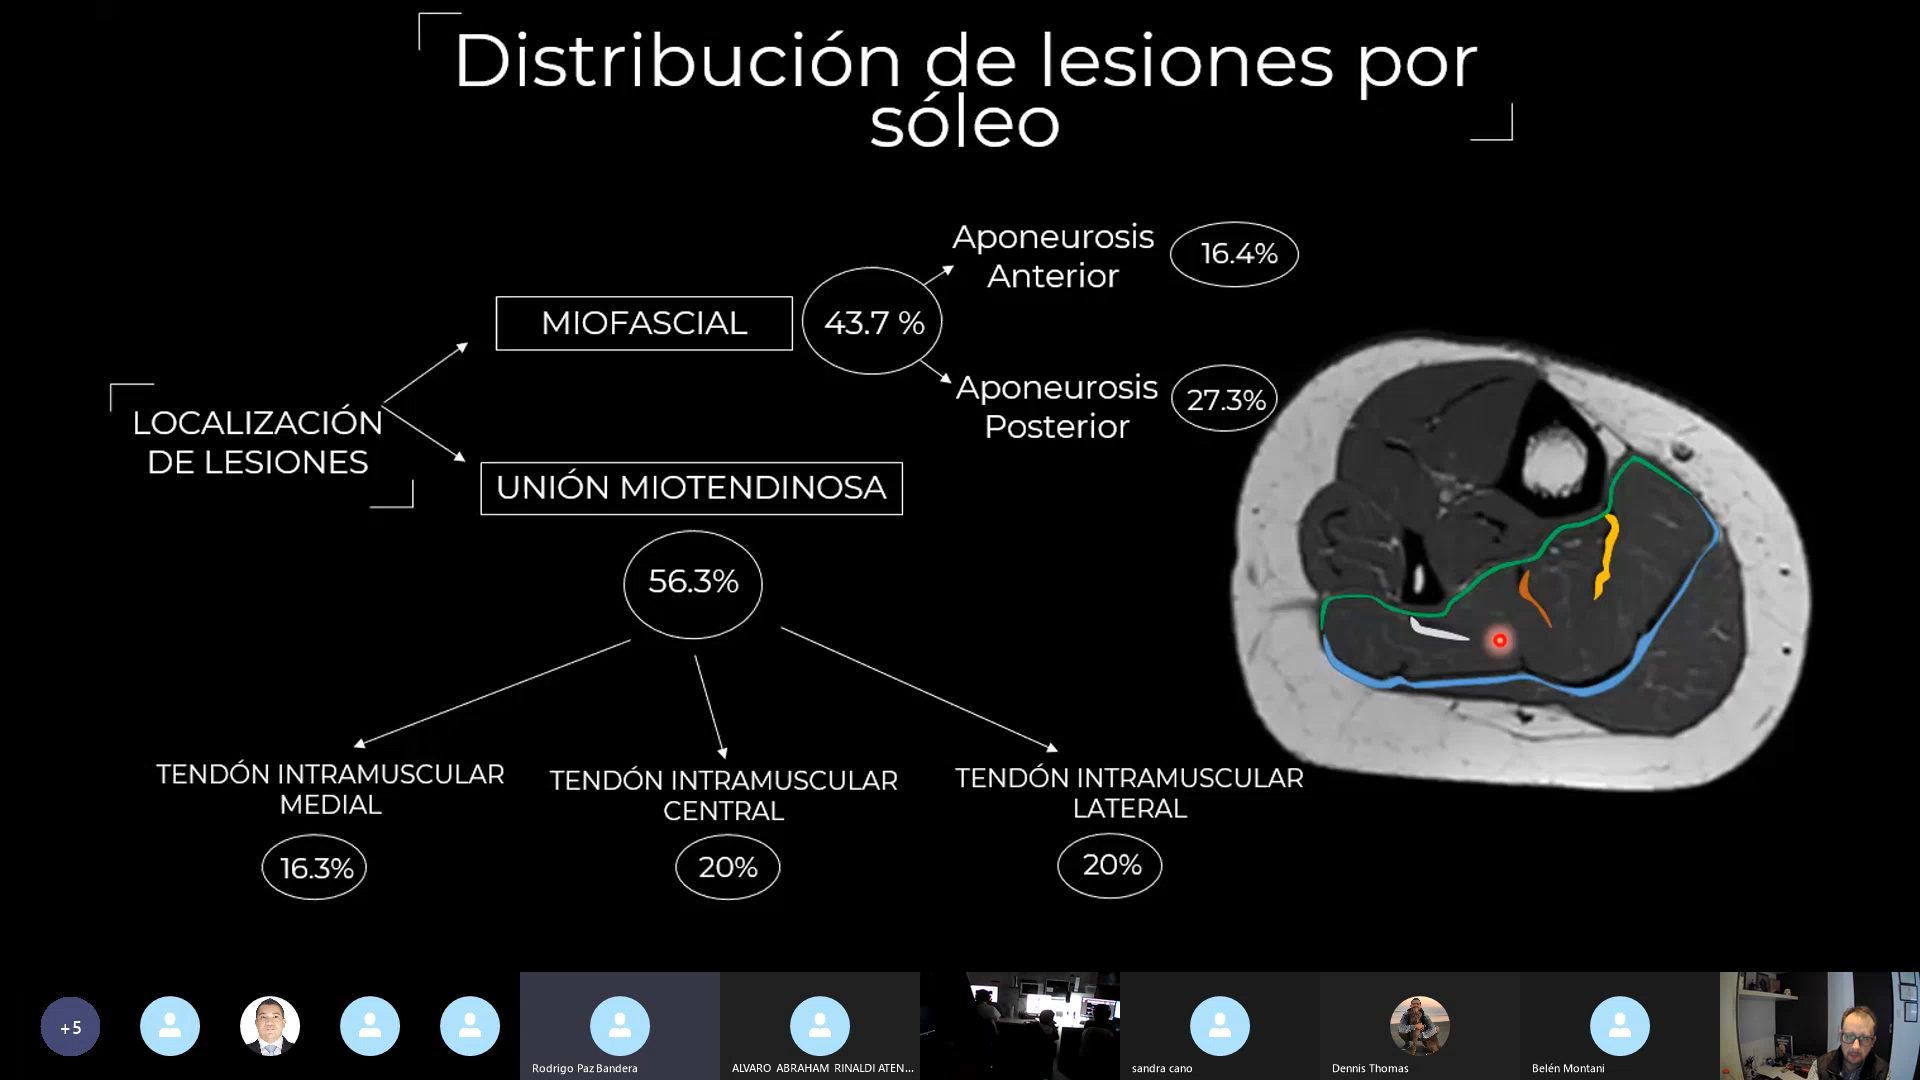 Distribución de lesiones por
sóleo
Aponeurosis
Anterior
16.4%
MIOFASCIAL
43.7 %
Aponeurosis
Posterior
27.3%
LOCALIZACIÓN
DE LESIONES
UNIÓN MIOTENDINOSA
56.3%
TENDÓN INTRAMUSCULAR
MEDIAL
16.3%
TENDÓN INTRAMUSCULAR
CENTRAL
20%
TENDÓN INTRAMUSCULAR
LATERAL
20%
+5
Rodrigo Paz Bandera
ALVARO ABRAHAM RINALDI ATEN...
sandra cano
Dennis Thomas
Belén Montani